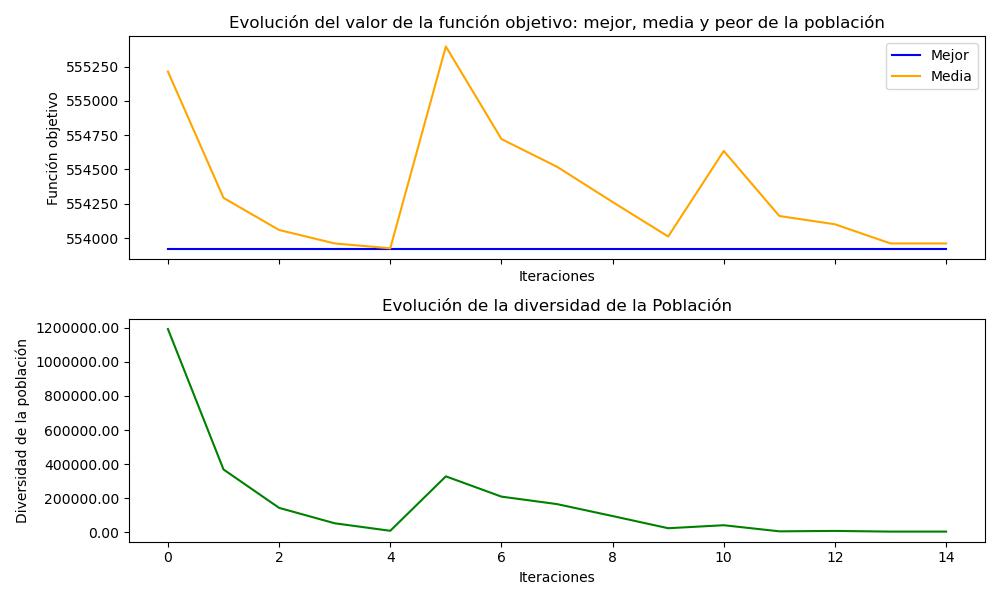 Evolución del valor de la función objetivo: mejor, media y peor de la población
Función objetivo
555250
555000
554750
554500
554250
554000
Mejor
Media
Iteraciones
Evolución de la diversidad de la Población
Diversidad de la población
1200000.00
1000000.00
800000.00
600000.00
400000.00
200000.00
0.00
0 2 4 6 8 10 12 14
Iteraciones